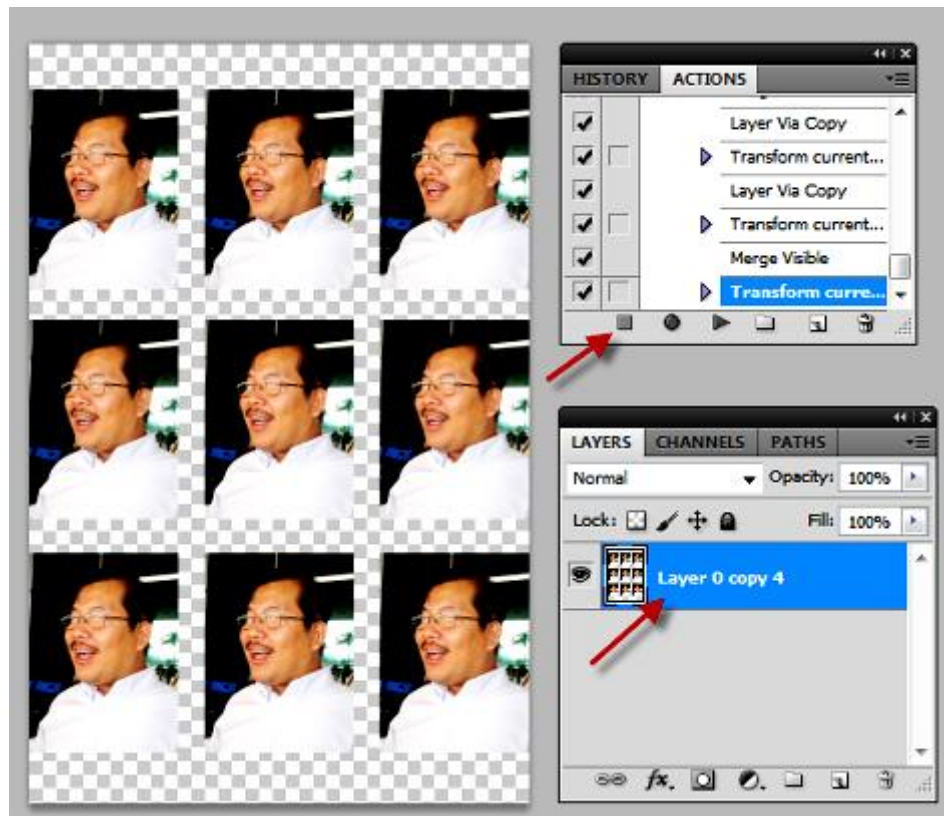 HISTORY ACTIONS
Layer Via Copy
Transform current...
Layer Via Copy
Transform current...
Merge Visible
Transform curre...
LAYERS CHANNELS PATHS
Normal Opacity: 100%
Lock: Fill: 100%
Layer 0 copy 4
fx.